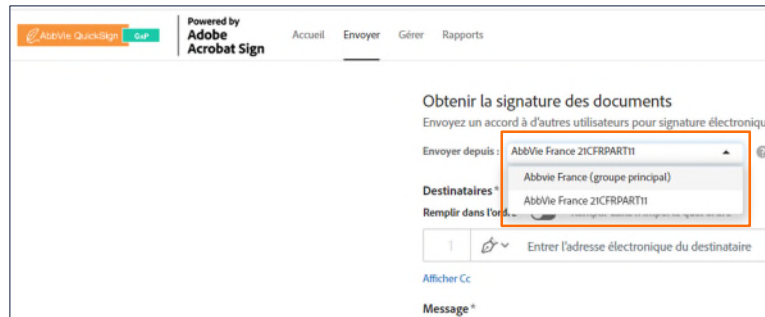 AbbVie QuickSign GxP
Powered by
Adobe
Acrobat Sign
Accueil Envoyer Gérer Rapports
Obtenir la signature des documents
Envoyez un accord à d'autres utilisateurs pour signature électroniqu
Envoyer depuis : AbbVie France 21CFRPART11
Abbvie France (groupe principal)
Destinataires *
AbbVie France 21CFRPART11
Remplir dans l'ordre
1 Entrer l'adresse électronique du destinataire
Afficher Cc
Message *